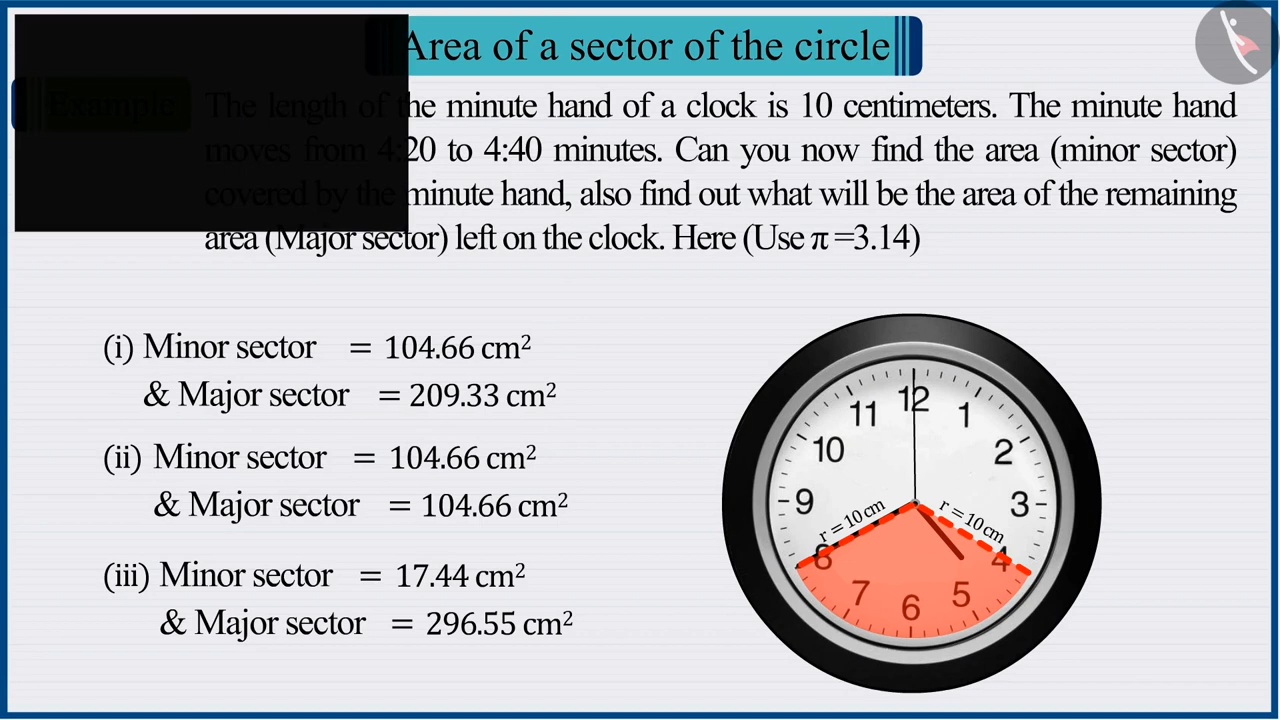 Area of a sector of the circle
Example
The length of the minute hand of a clock is 10 centimeters. The minute hand
moves from 4:20 to 4:40 minutes. Can you now find the area (minor sector)
covered by the minute hand, also find out what will be the area of the remaining
area (Major sector) left on the clock. Here (Use π =3.14)
(i) Minor sector = 104.66 cm²
& Major sector = 209.33 cm²
(ii) Minor sector = 104.66 cm²
& Major sector = 104.66 cm²
(iii) Minor sector = 17.44 cm²
& Major sector = 296.55 cm²
12
11
1
10
2
9
3
r = 10 cm
r = 10 cm
8
4
7
5
6